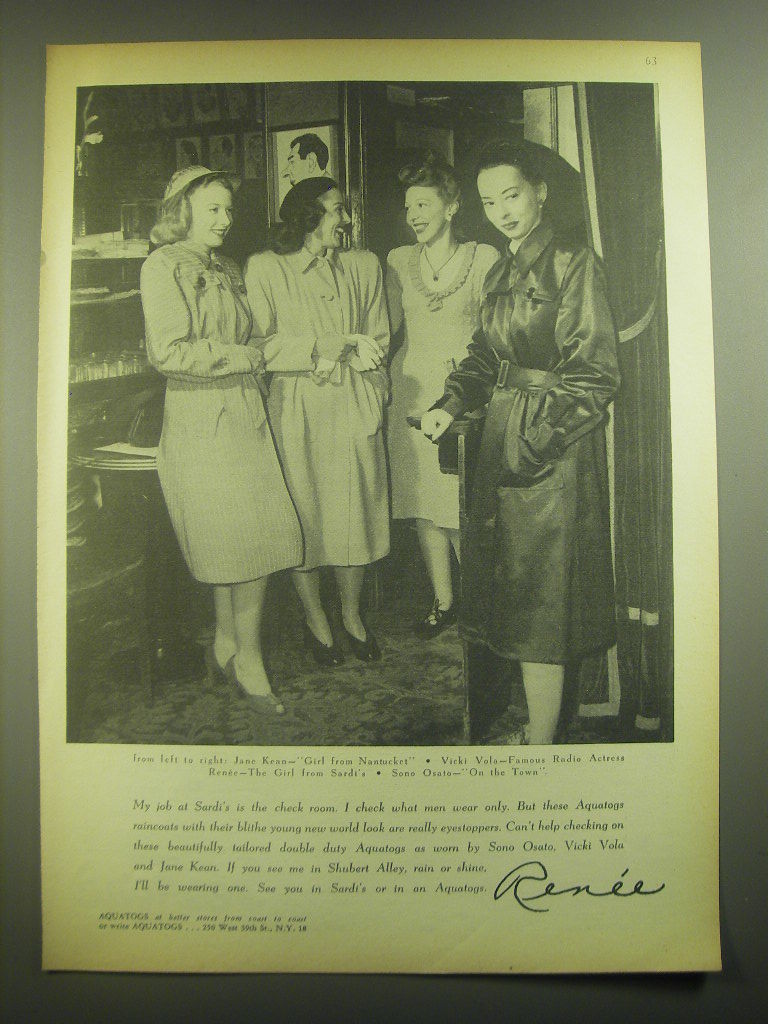 63
from left to right: Jane Kean—"Girl from Nantucket" • Vicki Vola—Famous Radio Actress
Renée—The Girl from Sardi's • Sono Osato—"On the Town".
My job at Sardi's is the check room. I check what men wear only. But these Aquatogs
raincoats with their blithe young new world look are really eyestoppers. Can't help checking on
these beautifully tailored double duty Aquatogs as worn by Sono Osato, Vicki Vola
and Jane Kean. If you see me in Shubert Alley, rain or shine,
I'll be wearing one. See you in Sardi's or in an Aquatogs.
Renée
AQUATOGS at better stores from coast to coast
or write AQUATOGS . . . 250 West 39th St., N.Y. 18